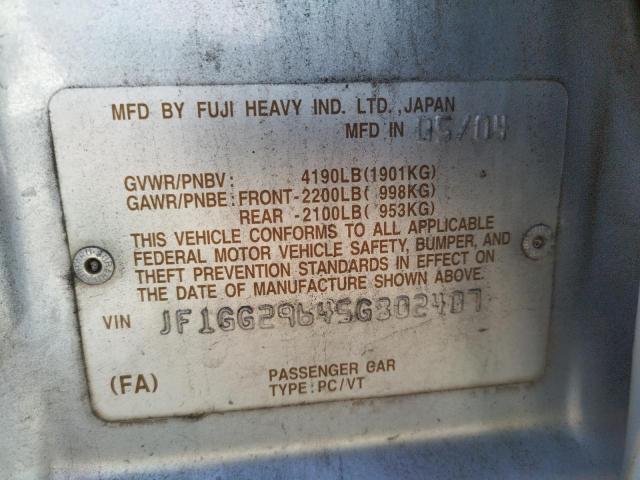 MFD BY FUJI HEAVY IND. LTD.,JAPAN
MFD IN 05/04
GVWR/PNBV: 4190LB(1901KG)
GAWR/PNBE: FRONT-2200LB( 998KG)
REAR -2100LB( 953KG)
THIS VEHICLE CONFORMS TO ALL APPLICABLE
FEDERAL MOTOR VEHICLE SAFETY, BUMPER, AND
THEFT PREVENTION STANDARDS IN EFFECT ON
THE DATE OF MANUFACTURE SHOWN ABOVE.
VIN JF1GG29645G802407
(FA) PASSENGER CAR
TYPE: PC/VT